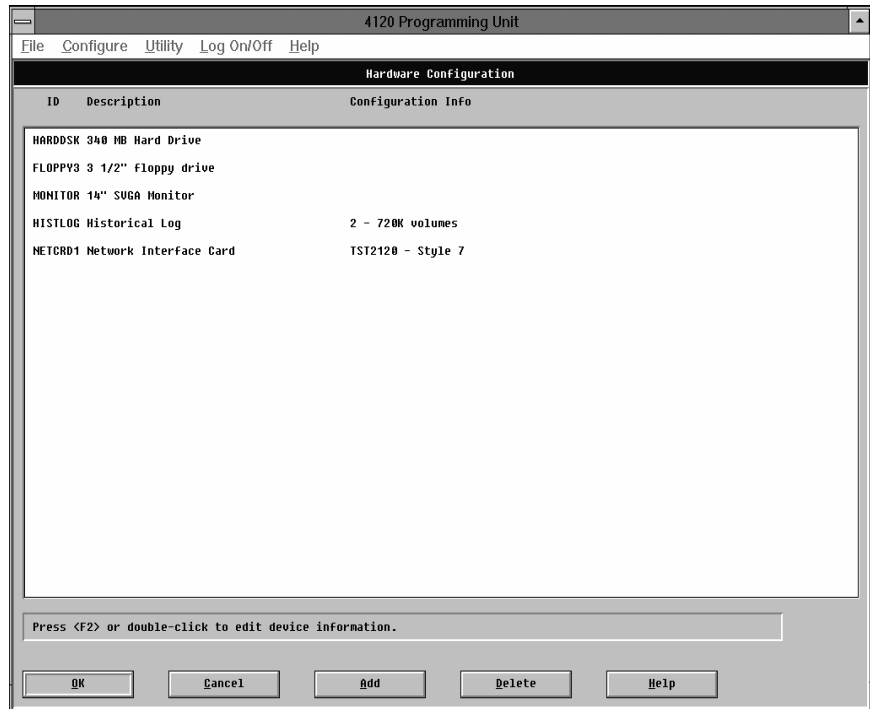 4120 Programming Unit
File Configure Utility Log On/Off Help
Hardware Configuration
ID Description Configuration Info
HARDDSK 340 MB Hard Drive
FLOPPY3 3 1/2" floppy drive
MONITOR 14" SVGA Monitor
HISTLOG Historical Log 2 - 720K volumes
NETCRD1 Network Interface Card TST2120 - Style 7
Press <F2> or double-click to edit device information.
OK Cancel Add Delete Help